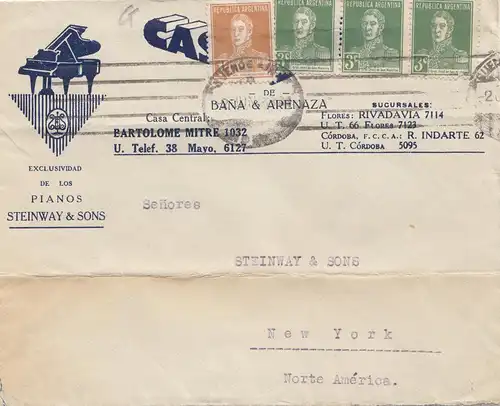 REPUBLICA ARGENTINA REPUBLICA ARGENTINA REPUBLICA ARGENTINA REPUBLICA ARGENTINA
CAS
DE
BAÑA & ARENAZA
Casa Central:
BARTOLOME MITRE 1032
U. Telef. 38 Mayo, 6127
SUCURSALES:
FLORES: RIVADAVIA 7114
U. T. 66 FLORES 7123
CÓRDOBA, F. C. C. A.: R. INDARTE 62
U. T. CÓRDOBA 5095
EXCLUSIVIDAD
DE LOS
PIANOS
STEINWAY & SONS
Señores
STEINWAY & SONS
New York
Norte América.